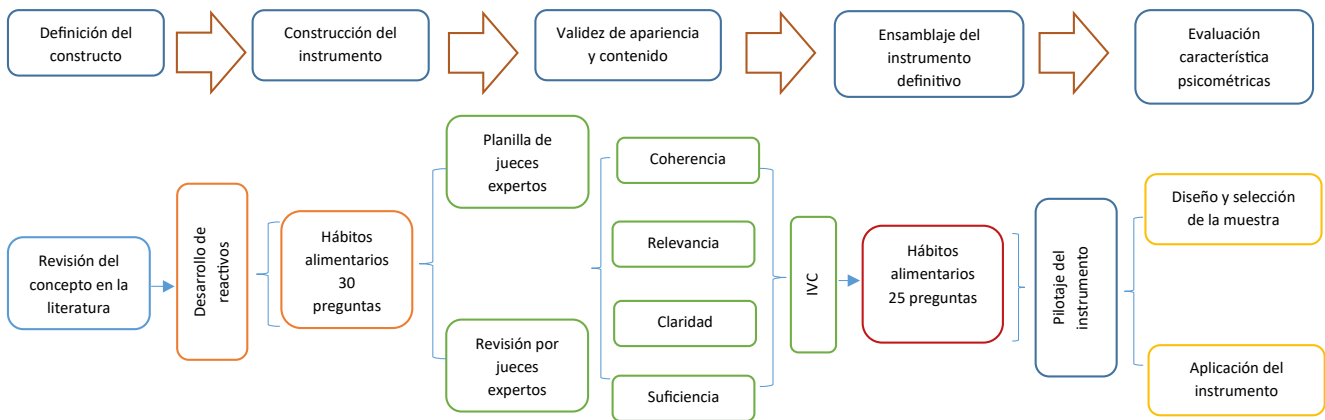 Definición del
constructo
Construcción del
instrumento
Validez de apariencia
y contenido
Ensamblaje del
instrumento
definitivo
Evaluación
característica
psicométricas
Revisión del
concepto en la
literatura
Desarrollo de
reactivos
Hábitos
alimentarios
30
preguntas
Planilla de
jueces
expertos
Revisión por
jueces
expertos
Coherencia
Relevancia
Claridad
Suficiencia
IVC
Hábitos
alimentarios
25 preguntas
Pilotaje del
instrumento
Diseño y selección
de la muestra
Aplicación del
instrumento